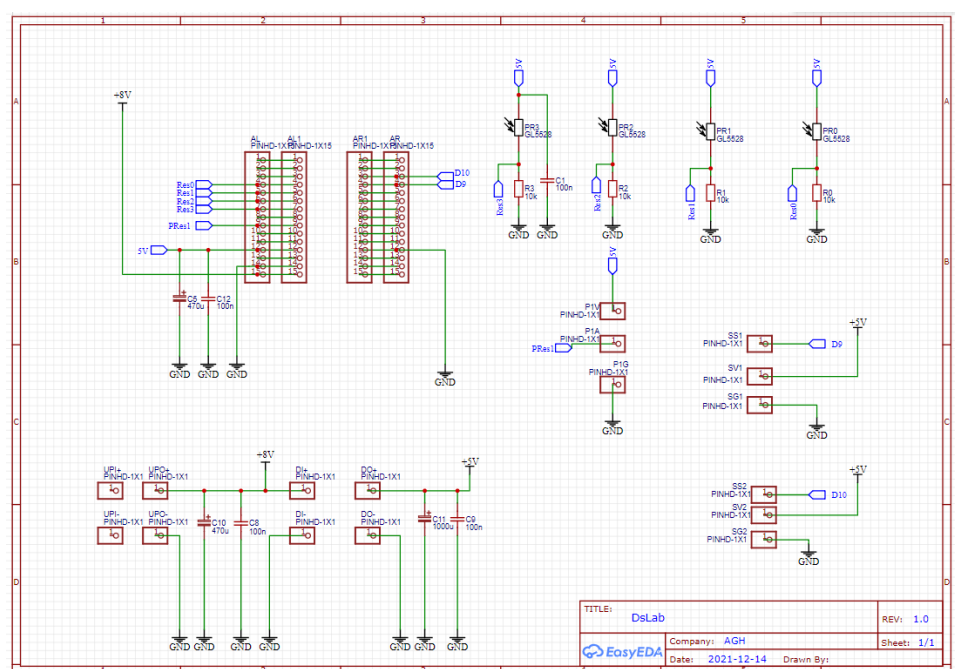 1 2 3 4 5
A
B
C
D
A
B
C
D
+8V
AL
PINHD-1X15
AL1
PINHD-1X15
AR1
PINHD-1X15
AR
PINHD-1X15
Res0
Res1
Res2
Res3
PRes1
5V
D10
D9
C6
470u
C12
100n
GND GND GND
GND
5V
PR3
GL5528
R3
10k
Res3
C1
100n
GND GND
5V
PR2
GL5528
R2
10k
Res2
GND
5V
PR1
GL5528
R1
10k
Res1
GND
5V
PR0
GL5528
R0
10k
Res0
GND
5V
P1V
PINHD-1X1
P1A
PINHD-1X1
PRes1
P1G
PINHD-1X1
GND
+5V
SS1
PINHD-1X1
D9
SV1
PINHD-1X1
SG1
PINHD-1X1
GND
+5V
SS2
PINHD-1X1
D10
SV2
PINHD-1X1
SG2
PINHD-1X1
GND
UPI+
PINHD-1X1
UPO+
PINHD-1X1
+8V
DI+
PINHD-1X1
DO+
PINHD-1X1
+5V
UPI-
PINHD-1X1
UPO-
PINHD-1X1
C10
470u
C8
100n
DI-
PINHD-1X1
DO-
PINHD-1X1
C11
1000u
C9
100n
GND GND GND GND
GND GND GND
TITLE:
DsLab
REV: 1.0
EasyEDA
Company: AGH
Sheet: 1/1
Date: 2021-12-14 Drawn By: